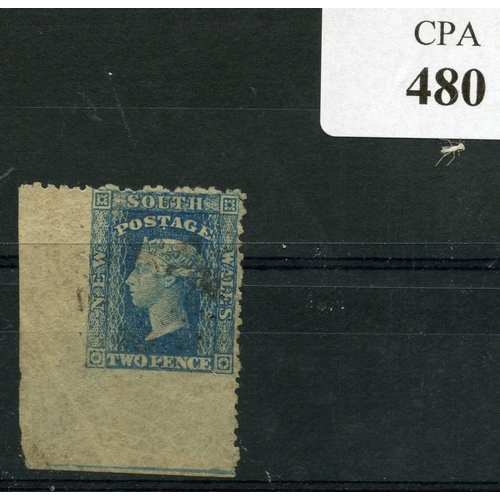 CPA
480
SOUTH
POSTAGE
NEW
WALES
TWO PENCE